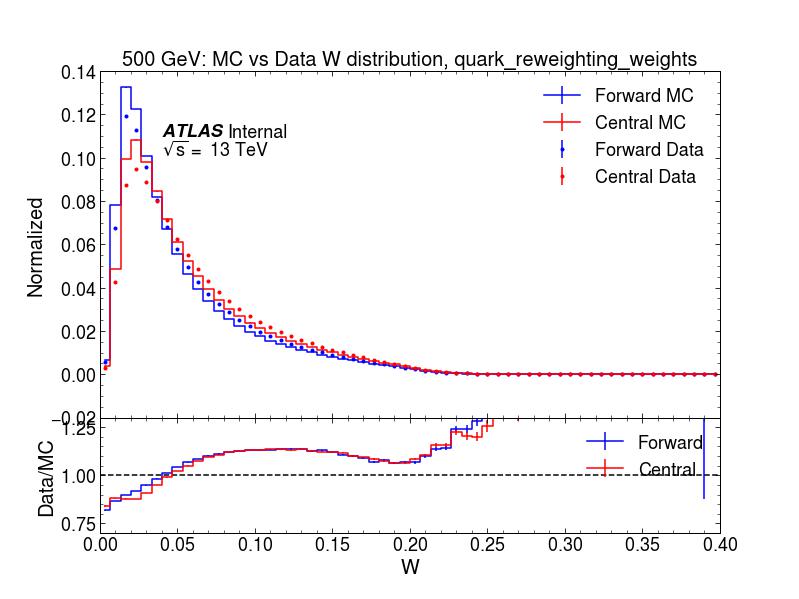 500 GeV: MC vs Data W distribution, quark_reweighting_weights
0.14
0.12
0.10
0.08
0.06
0.04
0.02
0.00
−0.02
Normalized
ATLAS Internal
√s = 13 TeV
Forward MC
Central MC
Forward Data
Central Data
1.25
1.00
0.75
Data/MC
Forward
Central
0.00 0.05 0.10 0.15 0.20 0.25 0.30 0.35 0.40
W